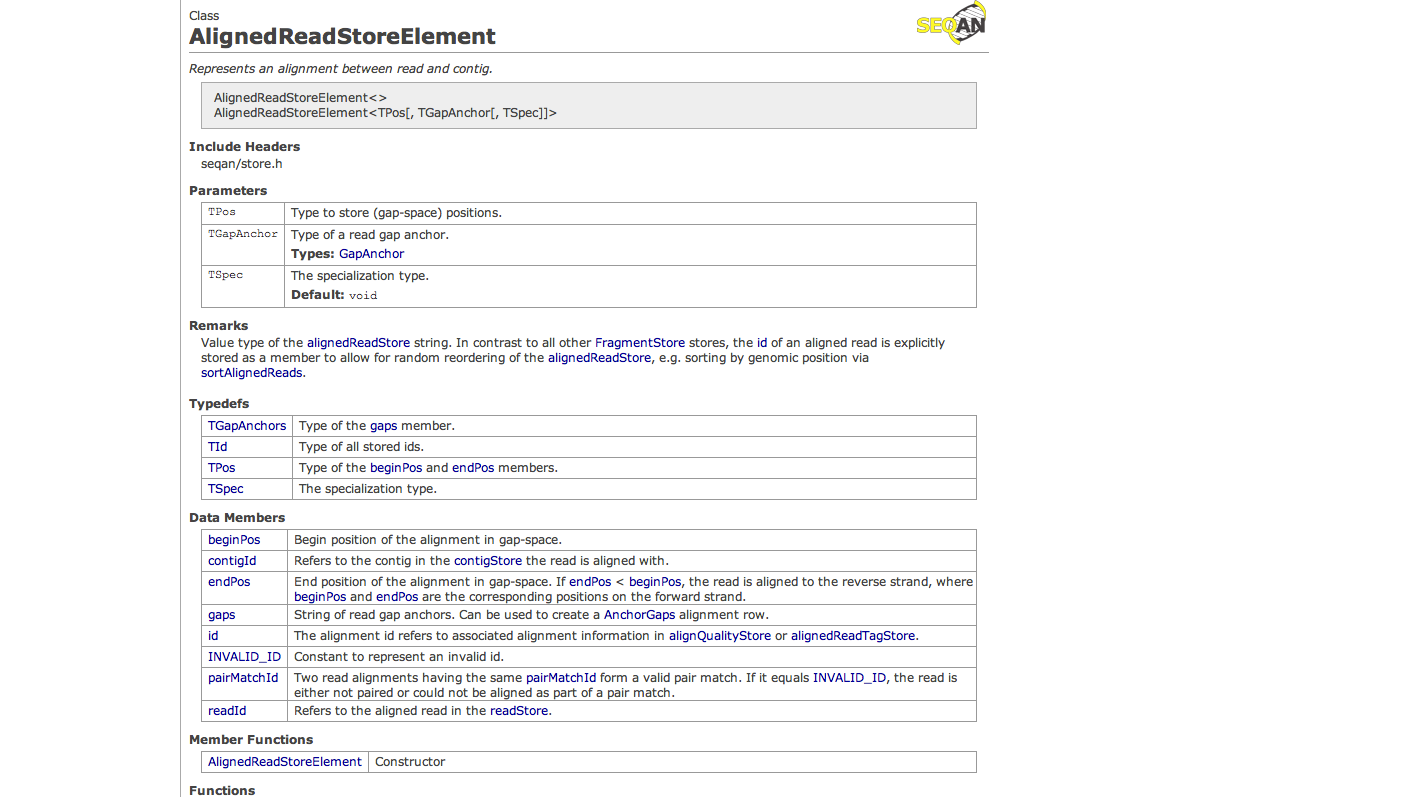 Class
SEQAN
AlignedReadStoreElement
Represents an alignment between read and contig.
AlignedReadStoreElement<>
AlignedReadStoreElement<TPos[, TGapAnchor[, TSpec]]>
Include Headers
seqan/store.h
Parameters
TPos Type to store (gap-space) positions.
TGapAnchor Type of a read gap anchor.
Types: GapAnchor
TSpec The specialization type.
Default: void
Remarks
Value type of the alignedReadStore string. In contrast to all other FragmentStore stores, the id of an aligned read is explicitly
stored as a member to allow for random reordering of the alignedReadStore, e.g. sorting by genomic position via
sortAlignedReads.
Typedefs
TGapAnchors Type of the gaps member.
TId Type of all stored ids.
TPos Type of the beginPos and endPos members.
TSpec The specialization type.
Data Members
beginPos Begin position of the alignment in gap-space.
contigId Refers to the contig in the contigStore the read is aligned with.
endPos End position of the alignment in gap-space. If endPos < beginPos, the read is aligned to the reverse strand, where
beginPos and endPos are the corresponding positions on the forward strand.
gaps String of read gap anchors. Can be used to create a AnchorGaps alignment row.
id The alignment id refers to associated alignment information in alignQualityStore or alignedReadTagStore.
INVALID_ID Constant to represent an invalid id.
pairMatchId Two read alignments having the same pairMatchId form a valid pair match. If it equals INVALID_ID, the read is
either not paired or could not be aligned as part of a pair match.
readId Refers to the aligned read in the readStore.
Member Functions
AlignedReadStoreElement Constructor
Functions